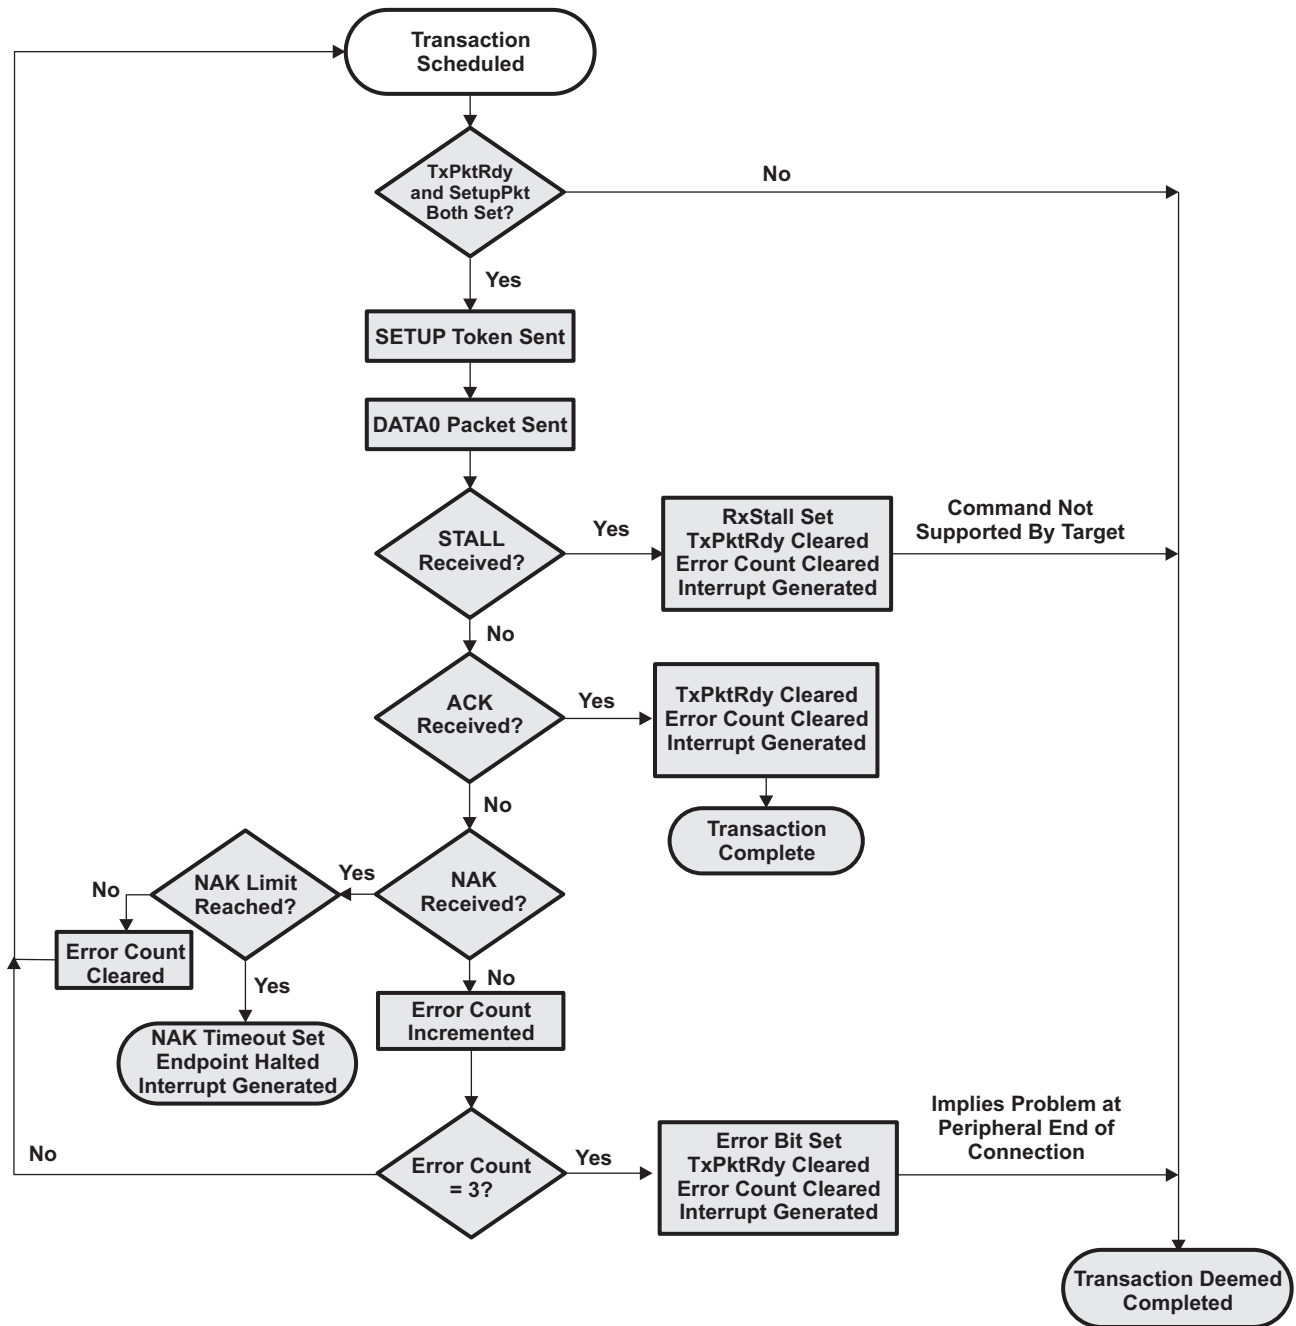 Transaction
Scheduled
TxPktRdy
and SetupPkt
Both Set?
No
Yes
SETUP Token Sent
DATA0 Packet Sent
STALL
Received?
Yes
RxStall Set
TxPktRdy Cleared
Error Count Cleared
Interrupt Generated
Command Not
Supported By Target
No
ACK
Received?
Yes
TxPktRdy Cleared
Error Count Cleared
Interrupt Generated
No
Transaction
Complete
NAK
Received?
Yes
NAK Limit
Reached?
No
Error Count
Cleared
Yes
NAK Timeout Set
Endpoint Halted
Interrupt Generated
No
Error Count
Incremented
Error Count
= 3?
No
Yes
Error Bit Set
TxPktRdy Cleared
Error Count Cleared
Interrupt Generated
Implies Problem at
Peripheral End of
Connection
Transaction Deemed
Completed